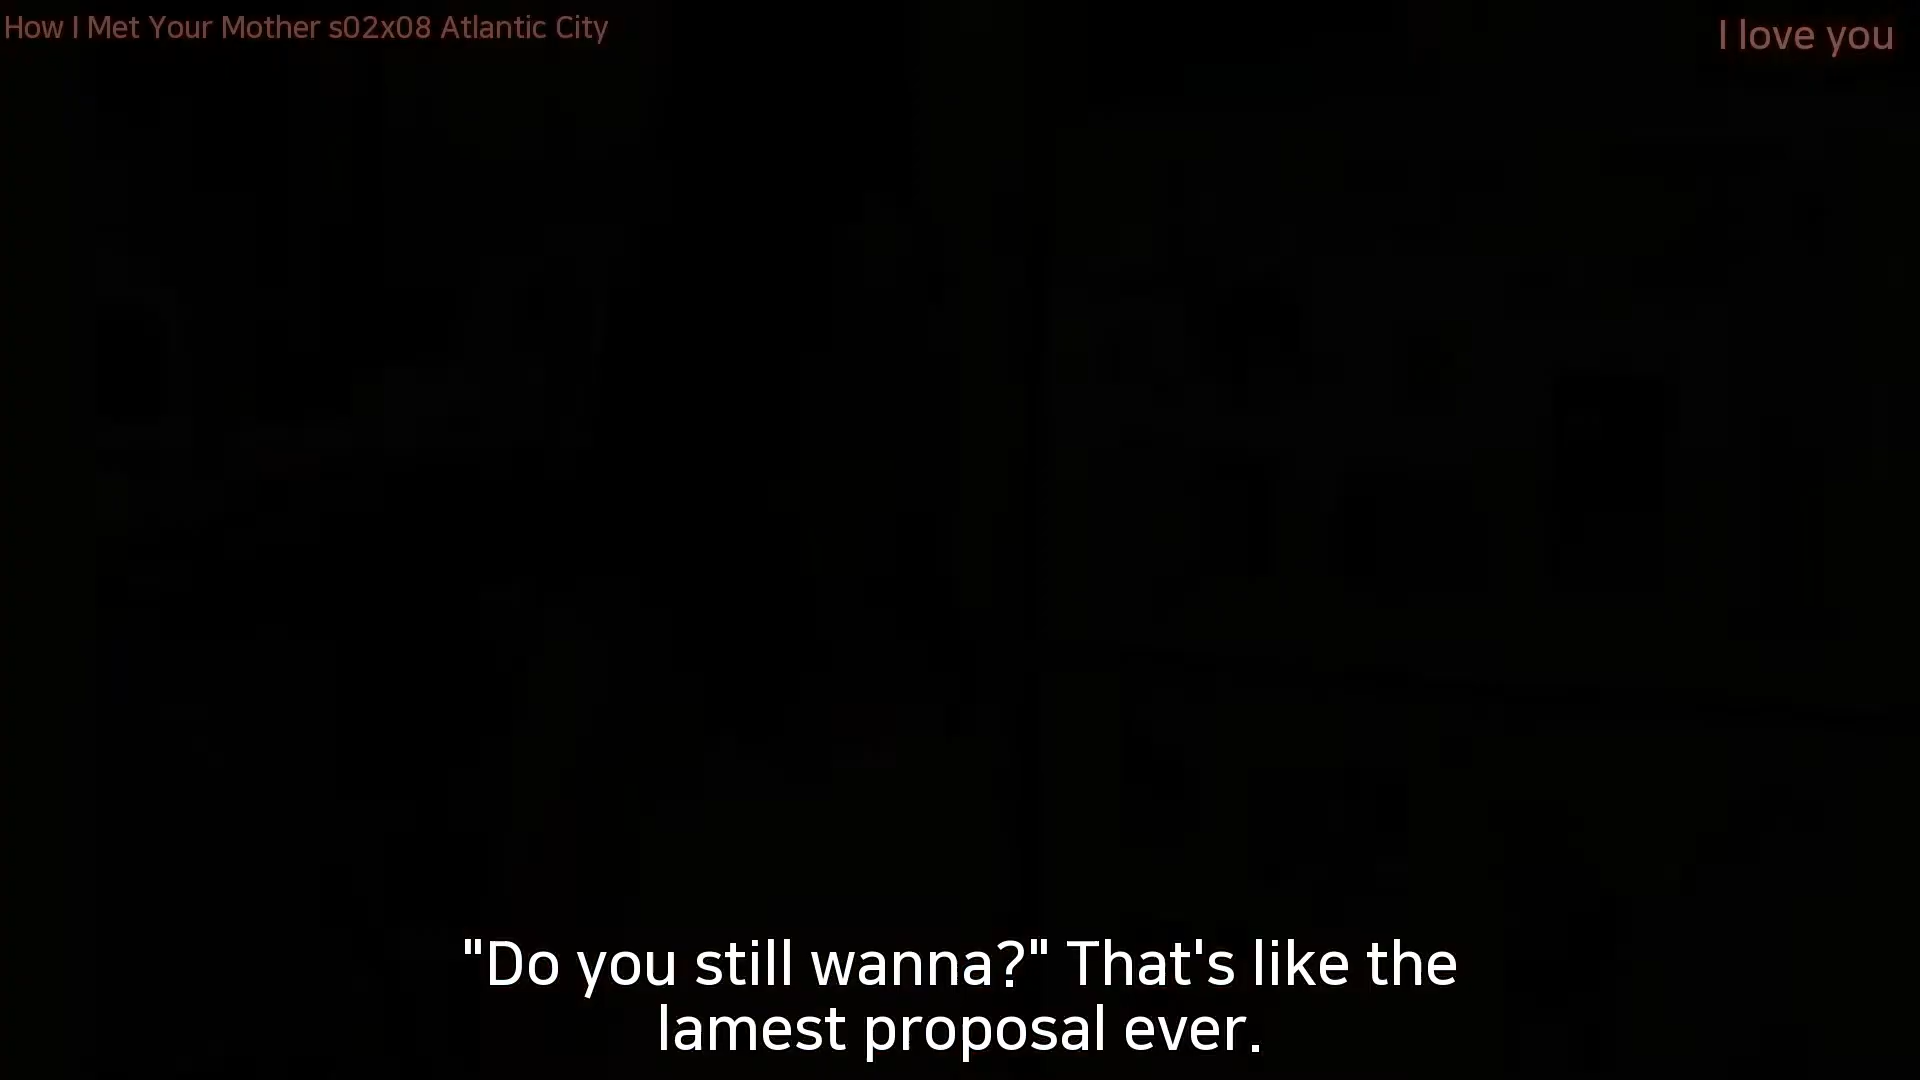 How I Met Your Mother s02x08 Atlantic City
I love you
"Do you still wanna?" That's like the
lamest proposal ever.